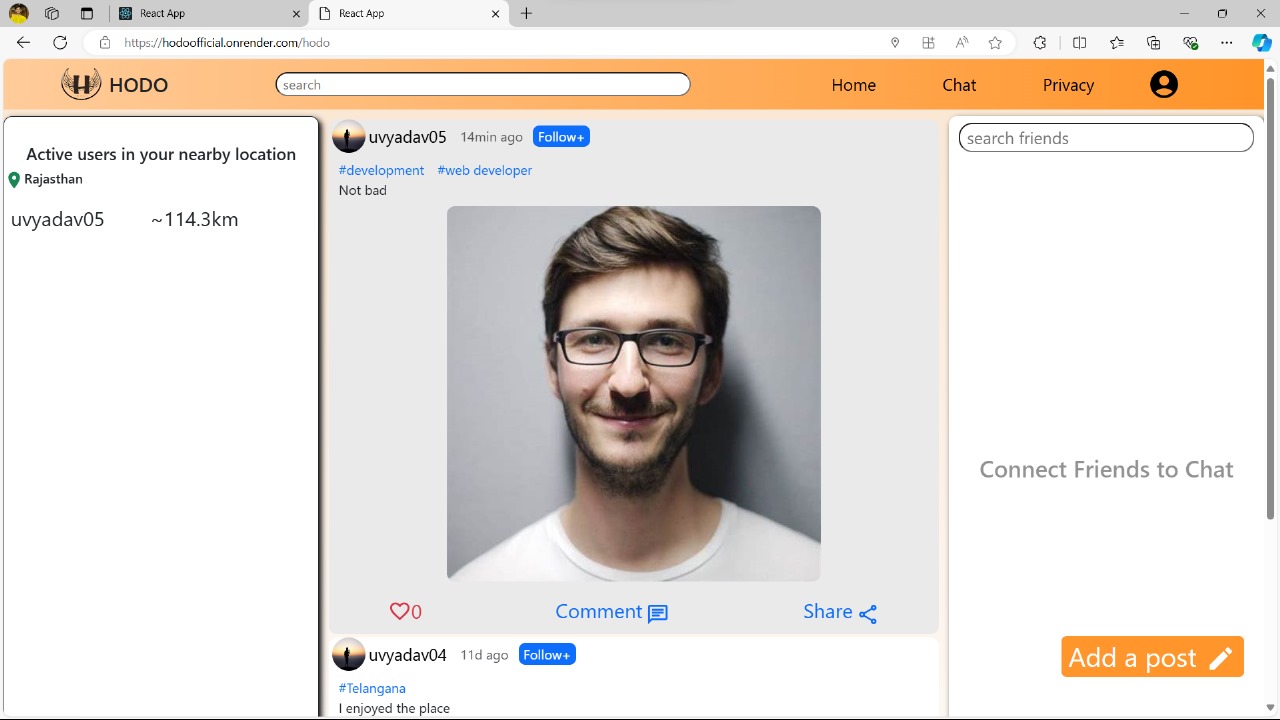 React App
React App
https://hodoofficial.onrender.com/hodo
HODO
search
Home
Chat
Privacy
Active users in your nearby location
Rajasthan
uvyadav05 ~114.3km
uvyadav05 14min ago Follow+
#development #web developer
Not bad
0
Comment
Share
uvyadav04 11d ago Follow+
#Telangana
I enjoyed the place
search friends
Connect Friends to Chat
Add a post